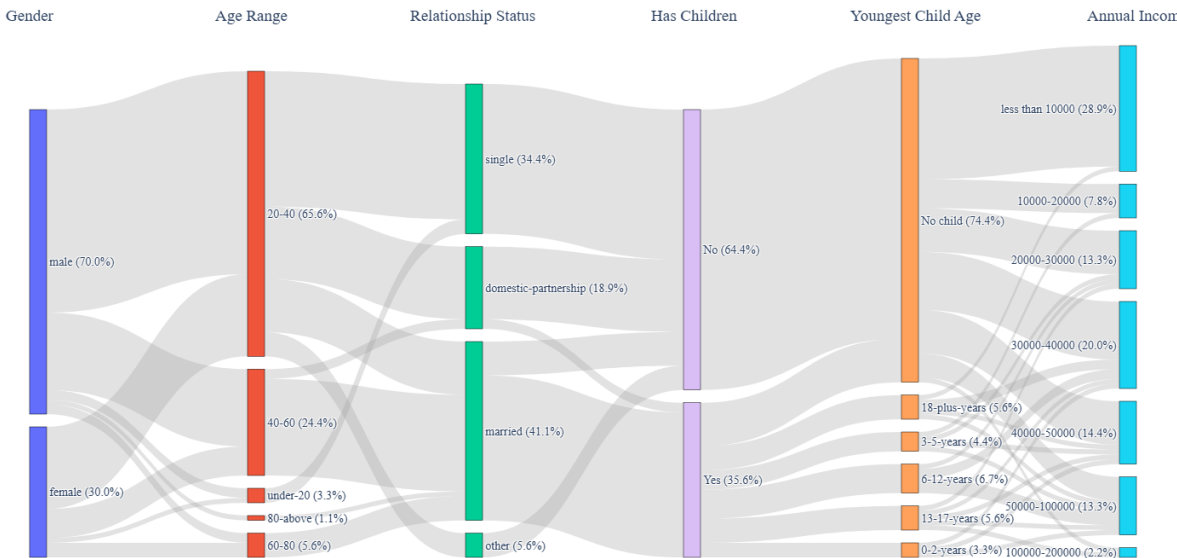 Gender
Age Range
Relationship Status
Has Children
Youngest Child Age
Annual Incom
male (70.0%)
female (30.0%)
20-40 (65.6%)
40-60 (24.4%)
under-20 (3.3%)
80-above (1.1%)
60-80 (5.6%)
single (34.4%)
domestic-partnership (18.9%)
married (41.1%)
other (5.6%)
No (64.4%)
Yes (35.6%)
No child (74.4%)
18-plus-years (5.6%)
3-5-years (4.4%)
6-12-years (6.7%)
13-17-years (5.6%)
0-2-years (3.3%)
less than 10000 (28.9%)
10000-20000 (7.8%)
20000-30000 (13.3%)
30000-40000 (20.0%)
40000-50000 (14.4%)
50000-100000 (13.3%)
100000-200000 (2.2%)